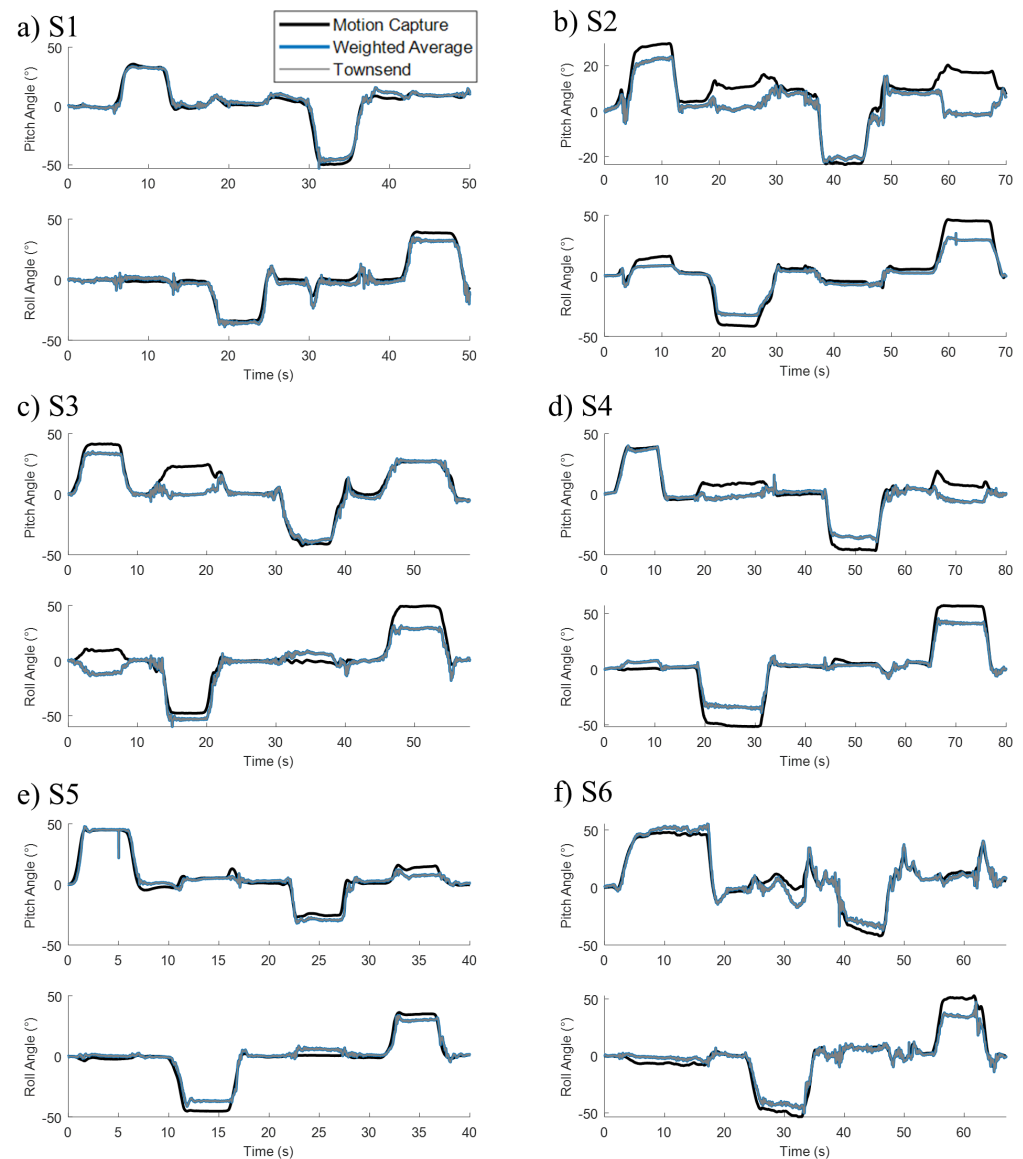 a) S1
Motion Capture
Weighted Average
Townsend
Pitch Angle (°)
50
0
-50
0 10 20 30 40 50
Roll Angle (°)
50
0
-50
0 10 20 30 40 50
Time (s)
b) S2
Pitch Angle (°)
20
0
-20
0 10 20 30 40 50 60 70
Roll Angle (°)
50
0
-50
0 10 20 30 40 50 60 70
Time (s)
c) S3
Pitch Angle (°)
50
0
-50
0 10 20 30 40 50
Roll Angle (°)
50
0
-50
0 10 20 30 40 50
Time (s)
d) S4
Pitch Angle (°)
50
0
-50
0 10 20 30 40 50 60 70 80
Roll Angle (°)
50
0
-50
0 10 20 30 40 50 60 70 80
Time (s)
e) S5
Pitch Angle (°)
50
0
-50
0 5 10 15 20 25 30 35 40
Roll Angle (°)
50
0
-50
0 5 10 15 20 25 30 35 40
Time (s)
f) S6
Pitch Angle (°)
50
0
-50
0 10 20 30 40 50 60
Roll Angle (°)
50
0
-50
0 10 20 30 40 50 60
Time (s)